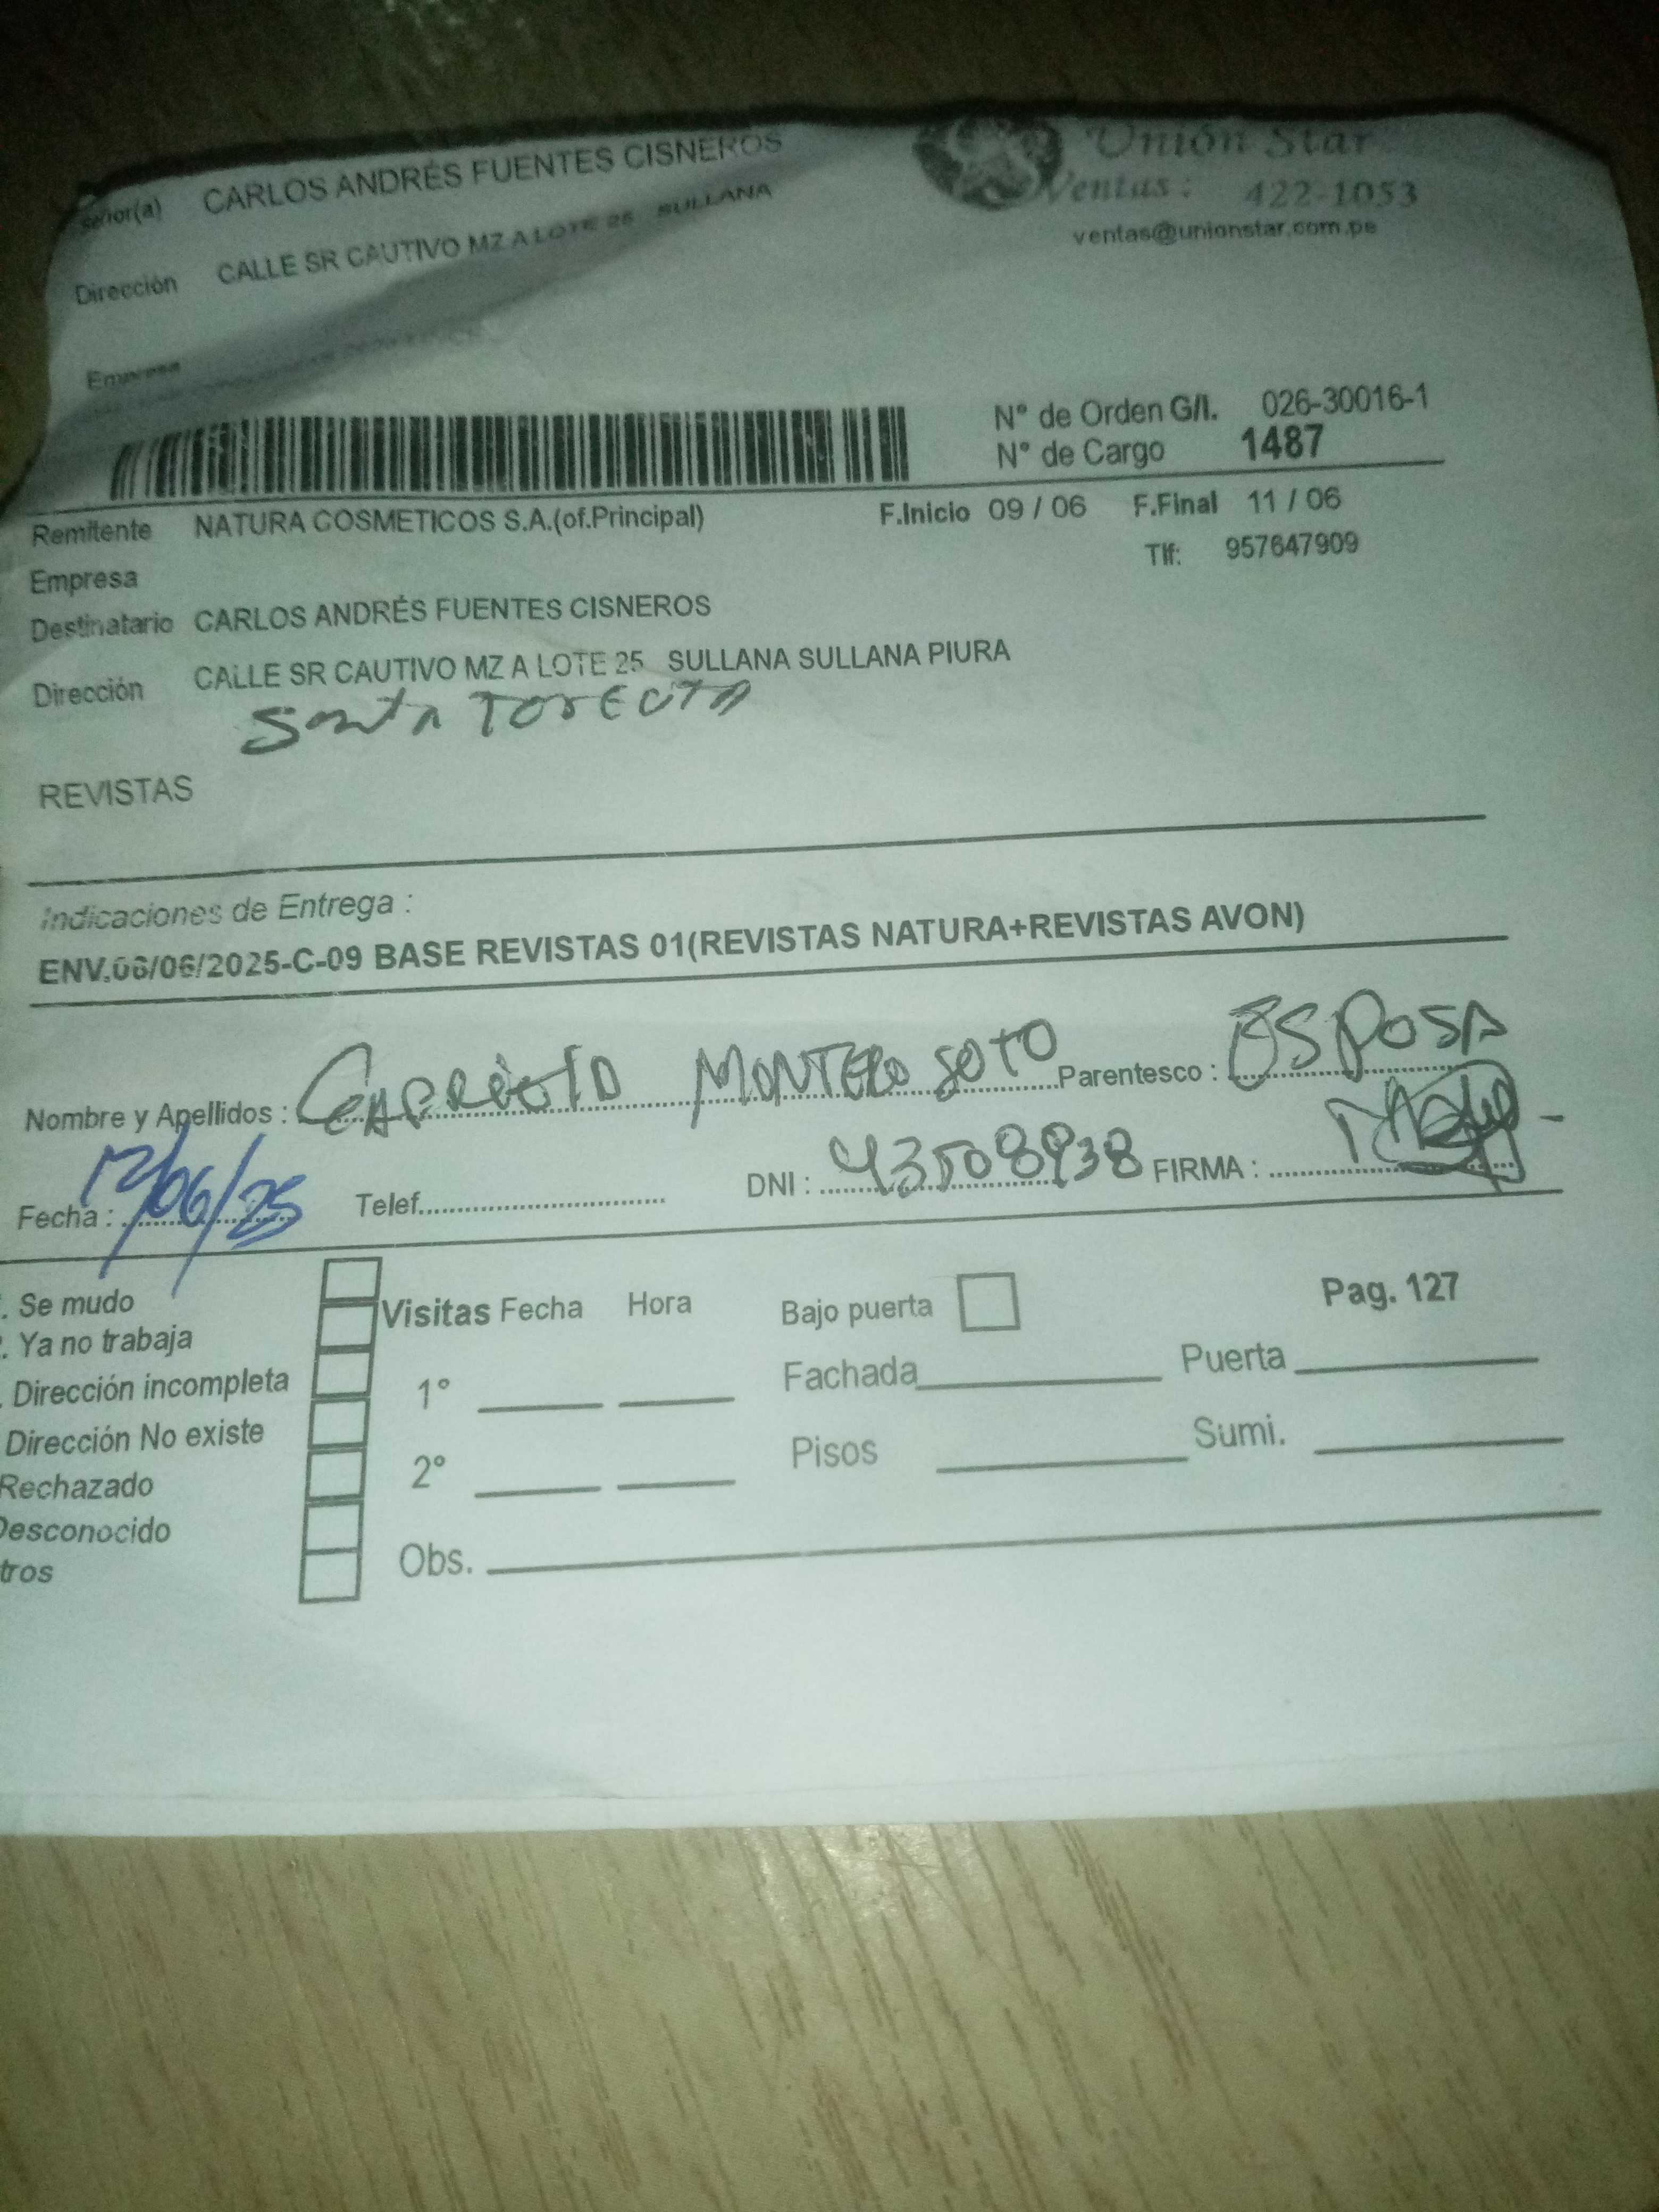 Señor(a) CARLOS ANDRÉS FUENTES CISNEROS
Unión Star
Ventas : 422-1053
ventas@unionstar.com.pe
Dirección CALLE SR CAUTIVO MZ A LOTE 25 SULLANA
Empresa
N° de Orden G/I. 026-30016-1
N° de Cargo 1487
Remitente NATURA COSMETICOS S.A.(of.Principal) F.Inicio 09 / 06 F.Final 11 / 06
Empresa Tlf: 957647909
Destinatario CARLOS ANDRÉS FUENTES CISNEROS
Dirección CALLE SR CAUTIVO MZ A LOTE 25 SULLANA SULLANA PIURA
Santa
REVISTAS
Indicaciones de Entrega :
ENV.06/06/2025-C-09 BASE REVISTAS 01(REVISTAS NATURA+REVISTAS AVON)
Nombre y Apellidos : MONTERO SOTO Parentesco : ESPOSA
Fecha : 12/06/25 Telef. DNI : 43508938 FIRMA :
. Se mudo
. Ya no trabaja
. Dirección incompleta
Dirección No existe
Rechazado
Desconocido
tros
Visitas Fecha Hora
1°
2°
Obs.
Bajo puerta Pag. 127
Fachada Puerta
Pisos Sumi.